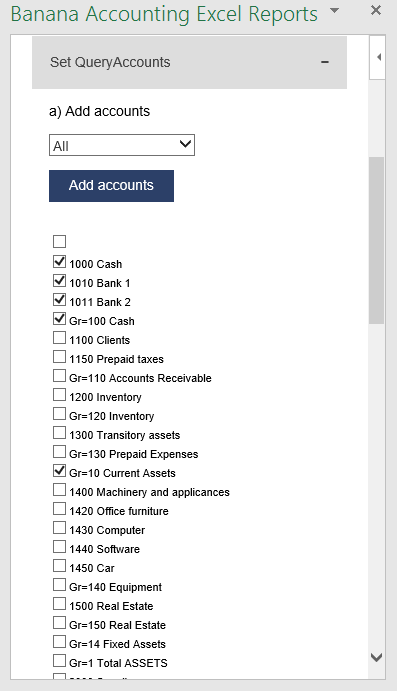 Banana Accounting Excel Reports
Set QueryAccounts
a) Add accounts
All
Add accounts
1000 Cash
1010 Bank 1
1011 Bank 2
Gr=100 Cash
1100 Clients
1150 Prepaid taxes
Gr=110 Accounts Receivable
1200 Inventory
Gr=120 Inventory
1300 Transitory assets
Gr=130 Prepaid Expenses
Gr=10 Current Assets
1400 Machinery and applicances
1420 Office furniture
1430 Computer
1440 Software
1450 Car
Gr=140 Equipment
1500 Real Estate
Gr=150 Real Estate
Gr=14 Fixed Assets
Gr=1 Total ASSETS